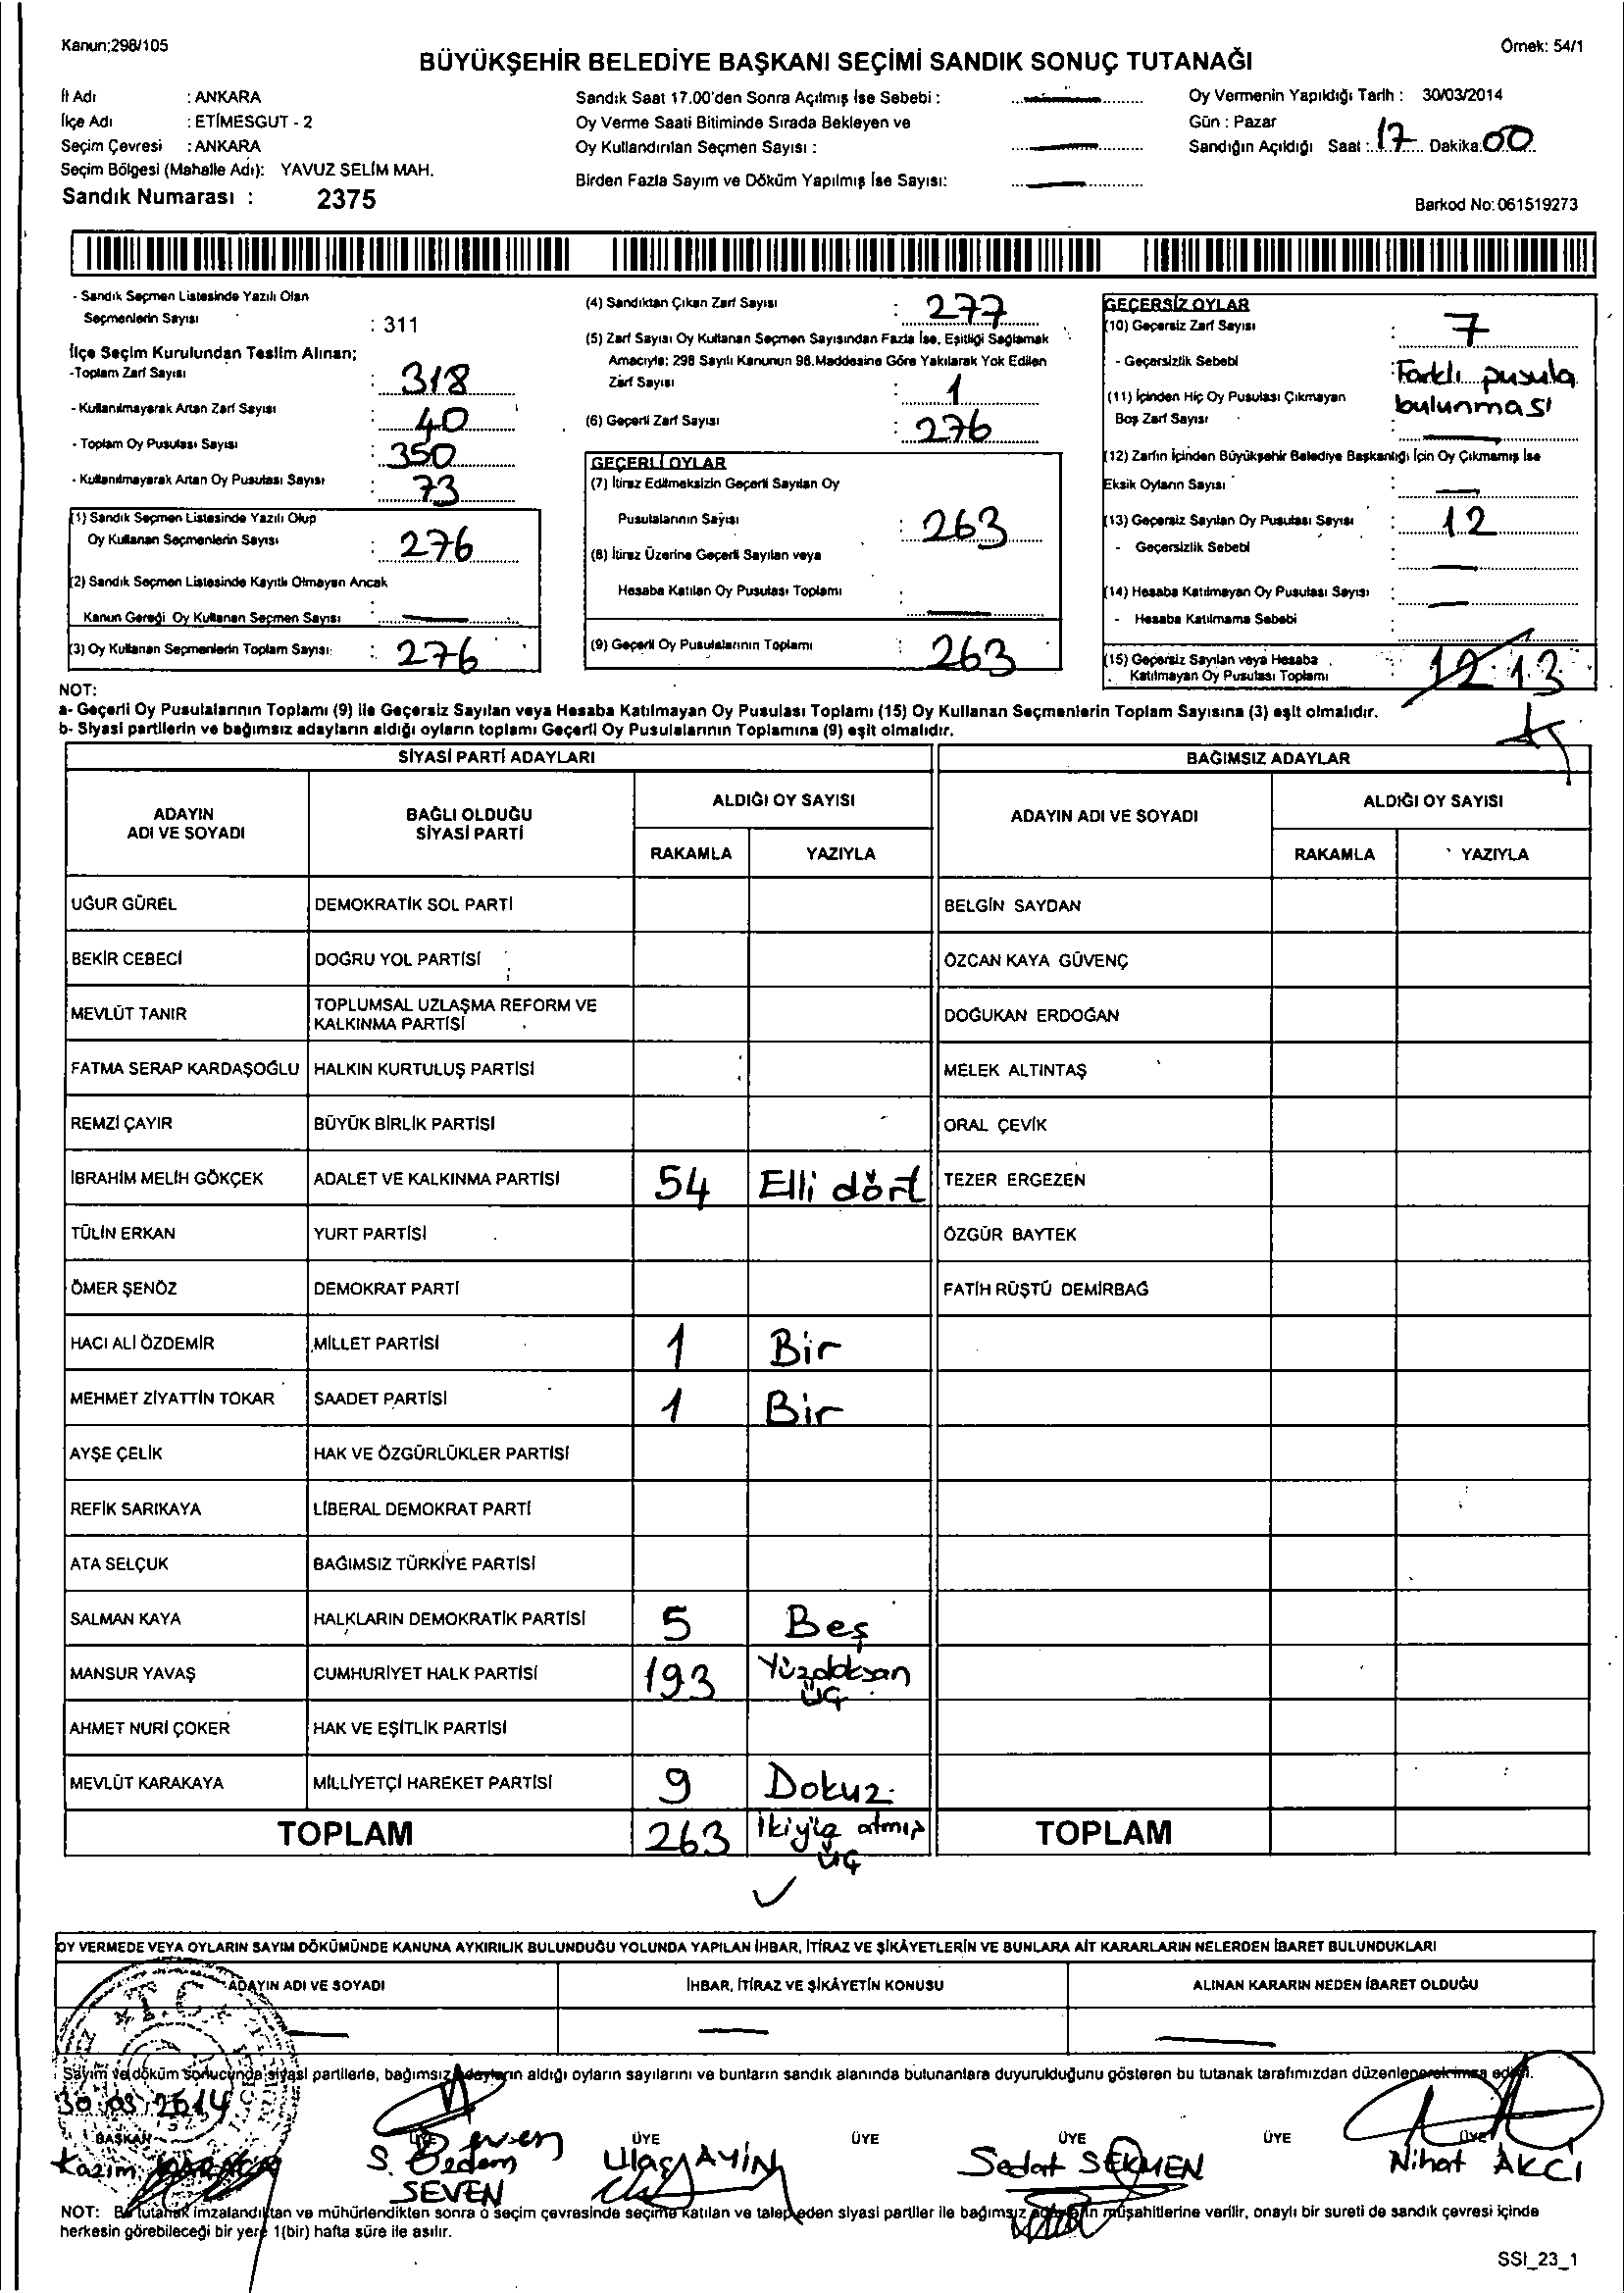 Kanun;298/105
Örnek: 54/1
BÜYÜKŞEHİR BELEDİYE BAŞKANI SEÇİMİ SANDIK SONUÇ TUTANAĞI
İl Adı : ANKARA
İlçe Adı : ETİMESGUT - 2
Seçim Çevresi : ANKARA
Seçim Bölgesi (Mahalle Adı): YAVUZ SELİM MAH.
Sandık Numarası : 2375
Sandık Saat 17.00'den Sonra Açılmış İse Sebebi :
Oy Verme Saati Bitiminde Sırada Bekleyen ve
Oy Kullandırılan Seçmen Sayısı :
Birden Fazla Sayım ve Döküm Yapılmış İse Sayısı:
Oy Vermenin Yapıldığı Tarih : 30/03/2014
Gün : Pazar
Sandığın Açıldığı Saat : 17 Dakika: 00
Barkod No: 061519273
- Sandık Seçmen Listesinde Yazılı Olan
Seçmenlerin Sayısı : 311
İlçe Seçim Kurulundan Teslim Alınan;
-Toplam Zarf Sayısı : 318
- Kullanılmayarak Artan Zarf Sayısı : 40
- Toplam Oy Pusulası Sayısı : 350
- Kullanılmayarak Artan Oy Pusulası Sayısı : 73
(1) Sandık Seçmen Listesinde Yazılı Olup
Oy Kullanan Seçmenlerin Sayısı : 276
(2) Sandık Seçmen Listesinde Kayıtlı Olmayan Ancak
Kanun Gereği Oy Kullanan Seçmen Sayısı :
(3) Oy Kullanan Seçmenlerin Toplam Sayısı: : 276
(4) Sandıktan Çıkan Zarf Sayısı : 277
(5) Zarf Sayısı Oy Kullanan Seçmen Sayısından Fazla İse, Eşitliği Sağlamak
Amacıyla; 298 Sayılı Kanunun 98.Maddesine Göre Yakılarak Yok Edilen
Zarf Sayısı : 1
(6) Geçerli Zarf Sayısı : 276
GEÇERLİ OYLAR
(7) İtiraz Edilmeksizin Geçerli Sayılan Oy
Pusulalarının Sayısı : 263
(8) İtiraz Üzerine Geçerli Sayılan veya
Hesaba Katılan Oy Pusulası Toplamı :
(9) Geçerli Oy Pusulalarının Toplamı : 263
GEÇERSİZ OYLAR
(10) Geçersiz Zarf Sayısı : 7
- Geçersizlik Sebebi : Farklı pusula
bulunması
(11) İçinden Hiç Oy Pusulası Çıkmayan
Boş Zarf Sayısı :
(12) Zarfın İçinden Büyükşehir Belediye Başkanlığı İçin Oy Çıkmamış İse
Eksik Oyların Sayısı :
(13) Geçersiz Sayılan Oy Pusulası Sayısı : 12
- Geçersizlik Sebebi :
(14) Hesaba Katılmayan Oy Pusulası Sayısı :
- Hesaba Katılmama Sebebi :
(15) Geçersiz Sayılan veya Hesaba
Katılmayan Oy Pusulası Toplamı : 12 13
NOT:
a- Geçerli Oy Pusulalarının Toplamı (9) ile Geçersiz Sayılan veya Hesaba Katılmayan Oy Pusulası Toplamı (15) Oy Kullanan Seçmenlerin Toplam Sayısına (3) eşit olmalıdır.
b- Siyasi partilerin ve bağımsız adayların aldığı oyların toplamı Geçerli Oy Pusulalarının Toplamına (9) eşit olmalıdır.
SİYASİ PARTİ ADAYLARI BAĞIMSIZ ADAYLAR
ADAYIN ADI VE SOYADI BAĞLI OLDUĞU SİYASİ PARTİ ALDIĞI OY SAYISI ADAYIN ADI VE SOYADI ALDIĞI OY SAYISI
RAKAMLA YAZIYLA RAKAMLA YAZIYLA
UĞUR GÜREL DEMOKRATİK SOL PARTİ BELGİN SAYDAN
BEKİR CEBECİ DOĞRU YOL PARTİSİ ÖZCAN KAYA GÜVENÇ
MEVLÜT TANIR TOPLUMSAL UZLAŞMA REFORM VE KALKINMA PARTİSİ DOĞUKAN ERDOĞAN
FATMA SERAP KARDAŞOĞLU HALKIN KURTULUŞ PARTİSİ MELEK ALTINTAŞ
REMZİ ÇAYIR BÜYÜK BİRLİK PARTİSİ ORAL ÇEVİK
İBRAHİM MELİH GÖKÇEK ADALET VE KALKINMA PARTİSİ 54 Elli dört TEZER ERGEZEN
TÜLİN ERKAN YURT PARTİSİ ÖZGÜR BAYTEK
ÖMER ŞENÖZ DEMOKRAT PARTİ FATİH RÜŞTÜ DEMİRBAĞ
HACI ALİ ÖZDEMİR MİLLET PARTİSİ 1 Bir
MEHMET ZİYATTİN TOKAR SAADET PARTİSİ 1 Bir
AYŞE ÇELİK HAK VE ÖZGÜRLÜKLER PARTİSİ
REFİK SARIKAYA LİBERAL DEMOKRAT PARTİ
ATA SELÇUK BAĞIMSIZ TÜRKİYE PARTİSİ
SALMAN KAYA HALKLARIN DEMOKRATİK PARTİSİ 5 Beş
MANSUR YAVAŞ CUMHURİYET HALK PARTİSİ 193 Yüzdoksan üç
AHMET NURİ ÇOKER HAK VE EŞİTLİK PARTİSİ
MEVLÜT KARAKAYA MİLLİYETÇİ HAREKET PARTİSİ 9 Dokuz
TOPLAM 263 İkiyüz atmış üç TOPLAM
OY VERMEDE VEYA OYLARIN SAYIM DÖKÜMÜNDE KANUNA AYKIRILIK BULUNDUĞU YOLUNDA YAPILAN İHBAR, İTİRAZ VE ŞİKÂYETLERİN VE BUNLARA AİT KARARLARIN NELERDEN İBARET BULUNDUKLARI
ADAYIN ADI VE SOYADI İHBAR, İTİRAZ VE ŞİKÂYETİN KONUSU ALINAN KARARIN NEDEN İBARET OLDUĞU
T.C.
Sayım ve döküm sonucunda siyasi partilerle, bağımsız adayların aldığı oyların sayılarını ve bunların sandık alanında bulunanlara duyurulduğunu gösteren bu tutanak tarafımızdan düzenlenerek imza edildi.
30.03.2014
BAŞKAN ÜYE ÜYE ÜYE ÜYE ÜYE ÜYE
Kazım S. Ulaş AYIN Sedat SEKMEN Nihat AKCİ
SEVEN
NOT: Bu tutanak imzalandıktan ve mühürlendikten sonra o seçim çevresinde seçime katılan ve talep eden siyasi partiler ile bağımsız adayların müşahitlerine verilir, onaylı bir sureti de sandık çevresi içinde
herkesin görebileceği bir yere 1(bir) hafta süre ile asılır.
SSI_23_1